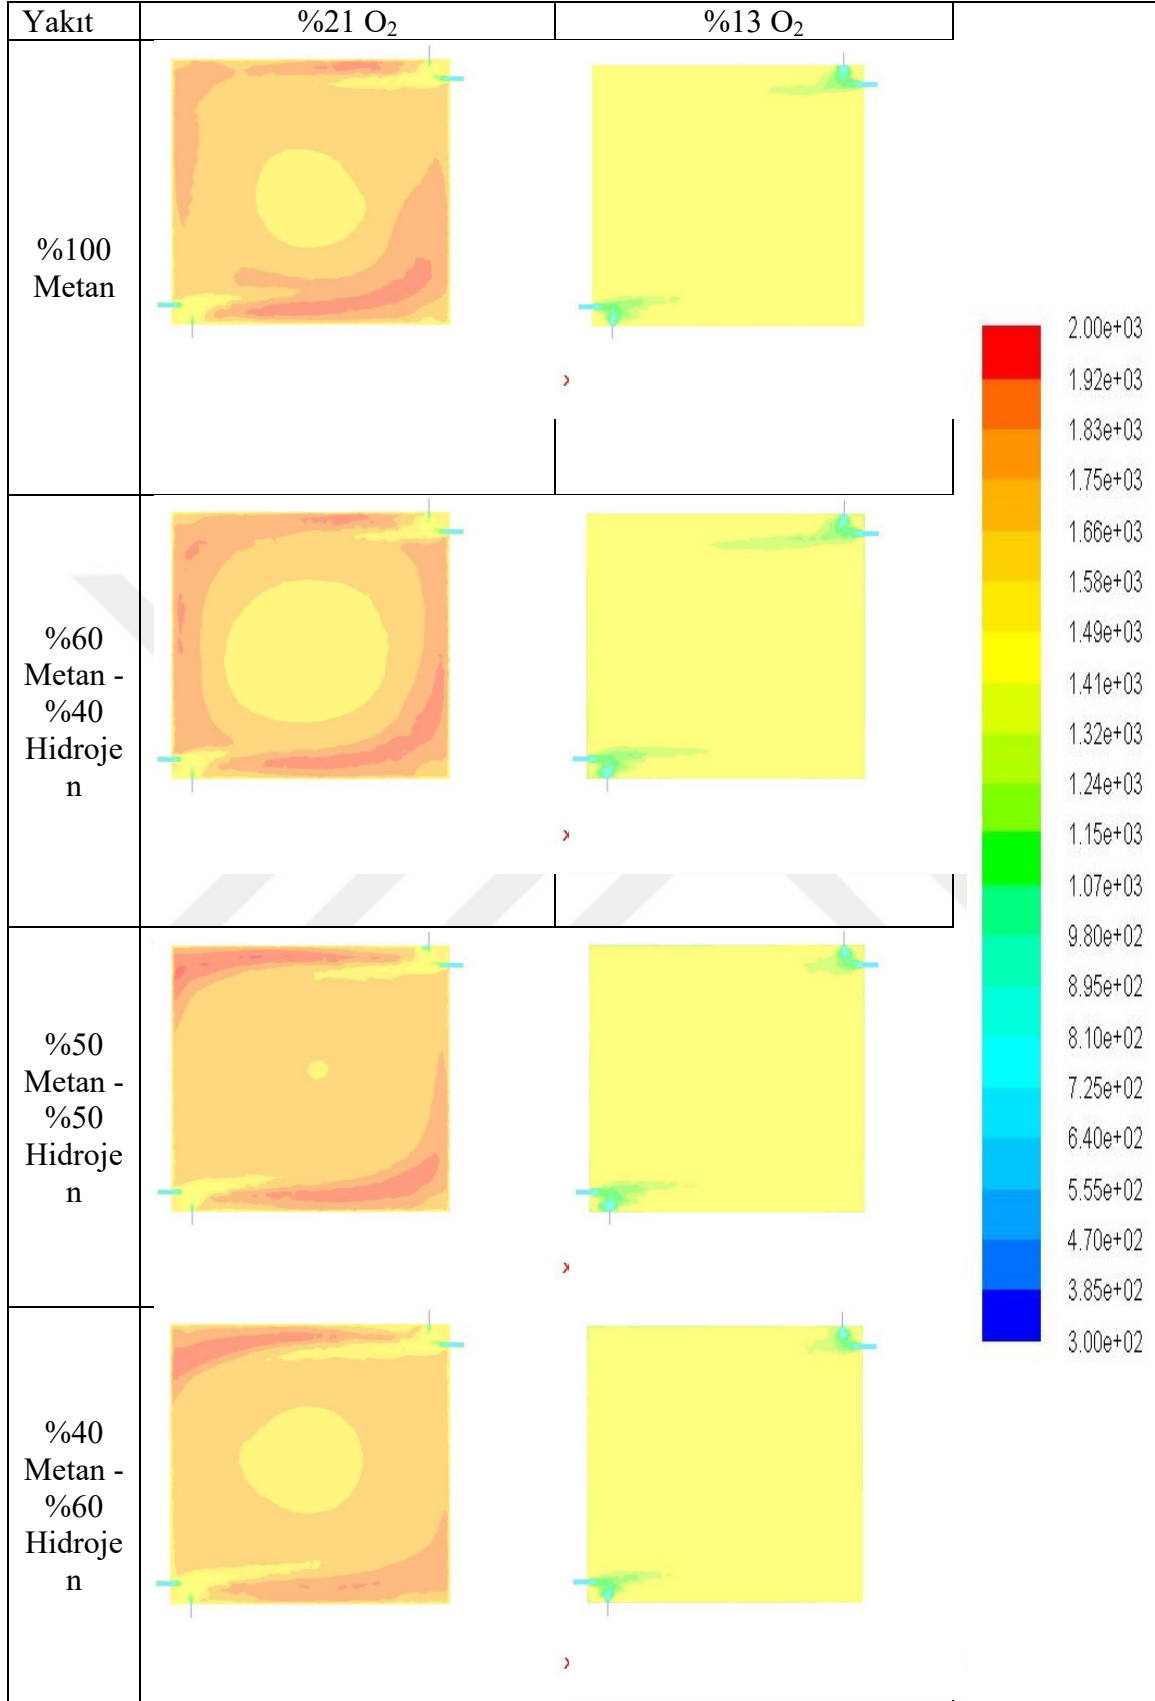 Yakıt
%21 O₂
%13 O₂
%100
Metan
x
%60
Metan -
%40
Hidroje
n
x
%50
Metan -
%50
Hidroje
n
x
%40
Metan -
%60
Hidroje
n
x
2.00e+03
1.92e+03
1.83e+03
1.75e+03
1.66e+03
1.58e+03
1.49e+03
1.41e+03
1.32e+03
1.24e+03
1.15e+03
1.07e+03
9.80e+02
8.95e+02
8.10e+02
7.25e+02
6.40e+02
5.55e+02
4.70e+02
3.85e+02
3.00e+02